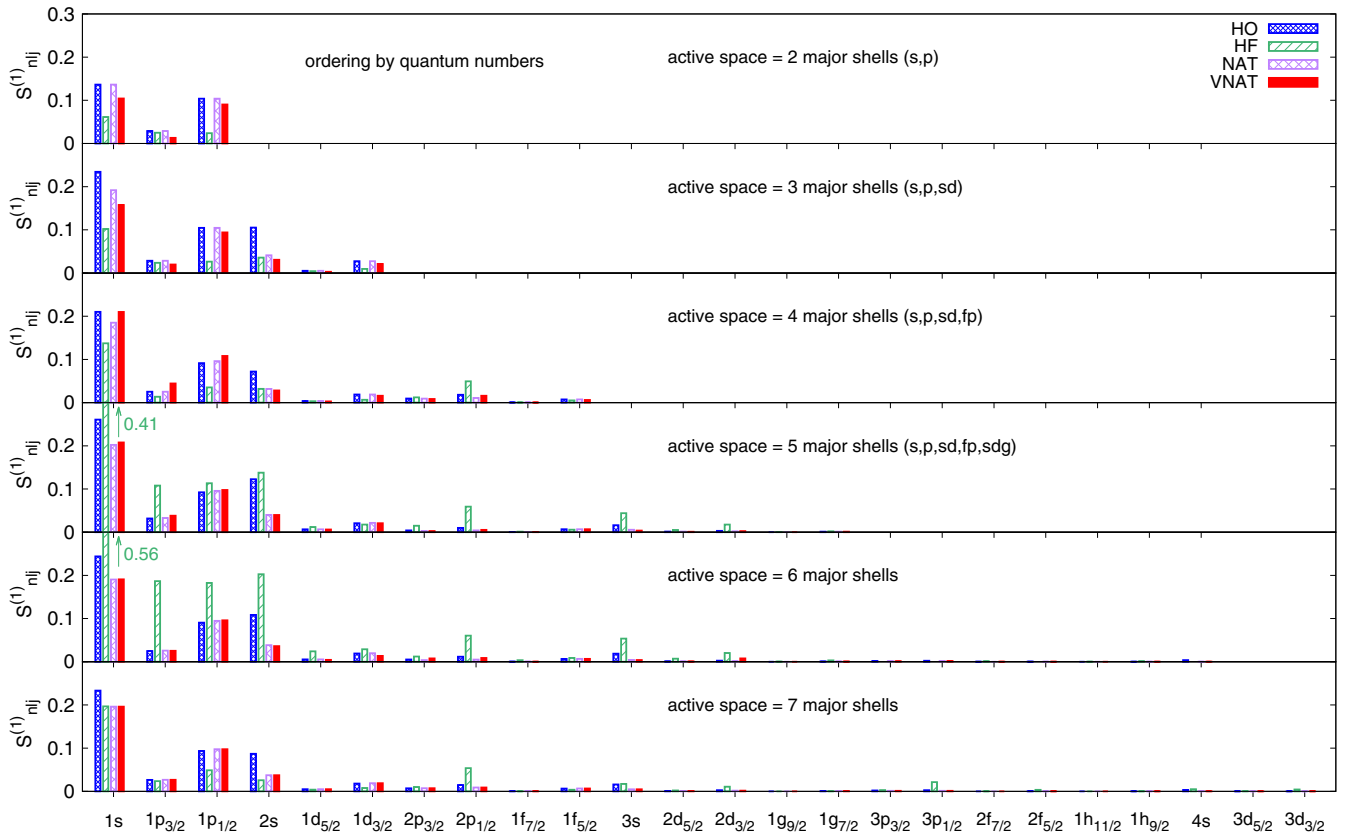 0.3
0.2
0.1
0
S(1)nlj
ordering by quantum numbers
active space = 2 major shells (s,p)
HO
HF
NAT
VNAT
0.2
0.1
0
S(1)nlj
active space = 3 major shells (s,p,sd)
0.2
0.1
0
S(1)nlj
active space = 4 major shells (s,p,sd,fp)
0.2
0.1
0
S(1)nlj
0.41
active space = 5 major shells (s,p,sd,fp,sdg)
0.2
0.1
0
S(1)nlj
0.56
active space = 6 major shells
0.2
0.1
0
S(1)nlj
active space = 7 major shells
1s 1p3/2 1p1/2 2s 1d5/2 1d3/2 2p3/2 2p1/2 1f7/2 1f5/2 3s 2d5/2 2d3/2 1g9/2 1g7/2 3p3/2 3p1/2 2f7/2 2f5/2 1h11/2 1h9/2 4s 3d5/2 3d3/2